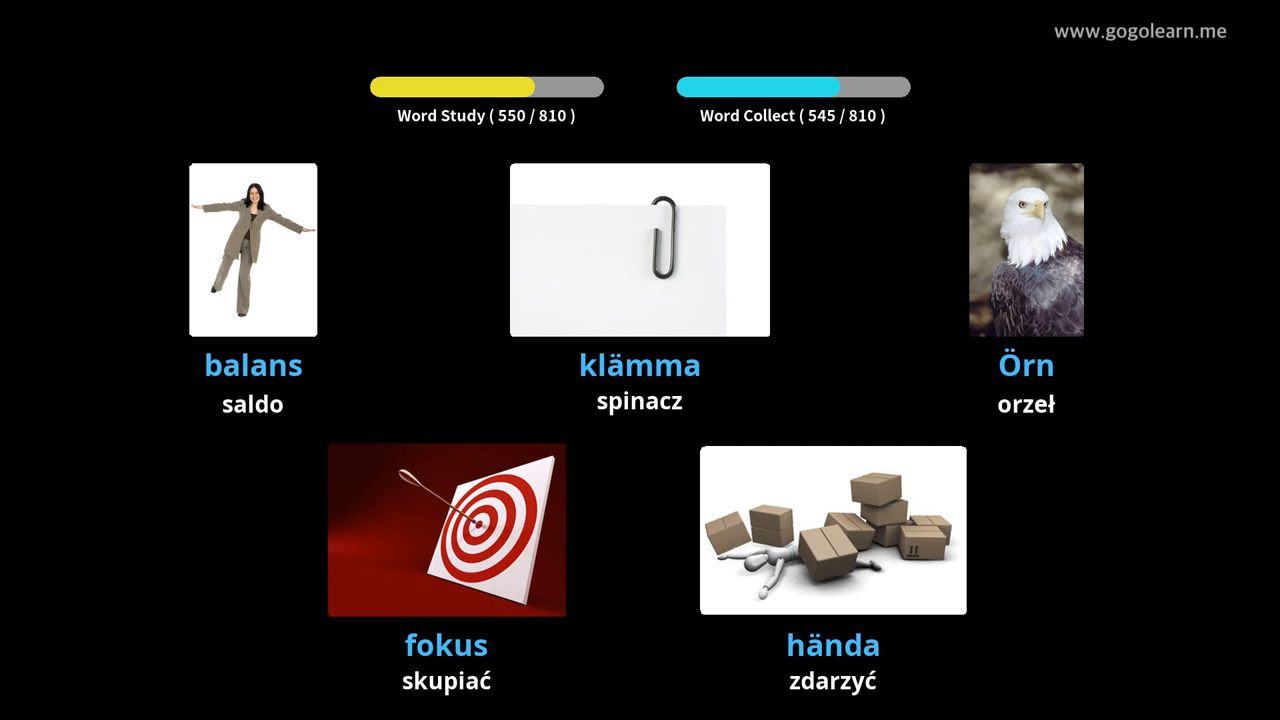 www.gogolearn.me
Word Study ( 550 / 810 )
Word Collect ( 545 / 810 )
balans
saldo
klämma
spinacz
Örn
orzeł
fokus
skupiać
hända
zdarzyć